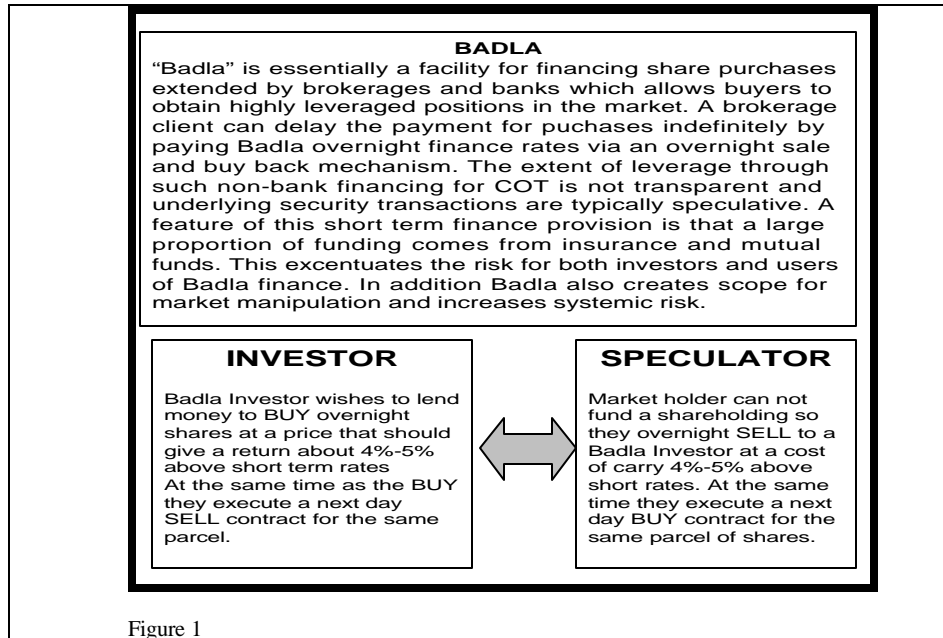 BADLA
“Badla” is essentially a facility for financing share purchases
extended by brokerages and banks which allows buyers to
obtain highly leveraged positions in the market. A brokerage
client can delay the payment for puchases indefinitely by
paying Badla overnight finance rates via an overnight sale
and buy back mechanism. The extent of leverage through
such non-bank financing for COT is not transparent and
underlying security transactions are typically speculative. A
feature of this short term finance provision is that a large
proportion of funding comes from insurance and mutual
funds. This excentuates the risk for both investors and users
of Badla finance. In addition Badla also creates scope for
market manipulation and increases systemic risk.
INVESTOR
Badla Investor wishes to lend
money to BUY overnight
shares at a price that should
give a return about 4%-5%
above short term rates
At the same time as the BUY
they execute a next day
SELL contract for the same
parcel.
SPECULATOR
Market holder can not
fund a shareholding so
they overnight SELL to a
Badla Investor at a cost
of carry 4%-5% above
short rates. At the same
time they execute a next
day BUY contract for the
same parcel of shares.
Figure 1